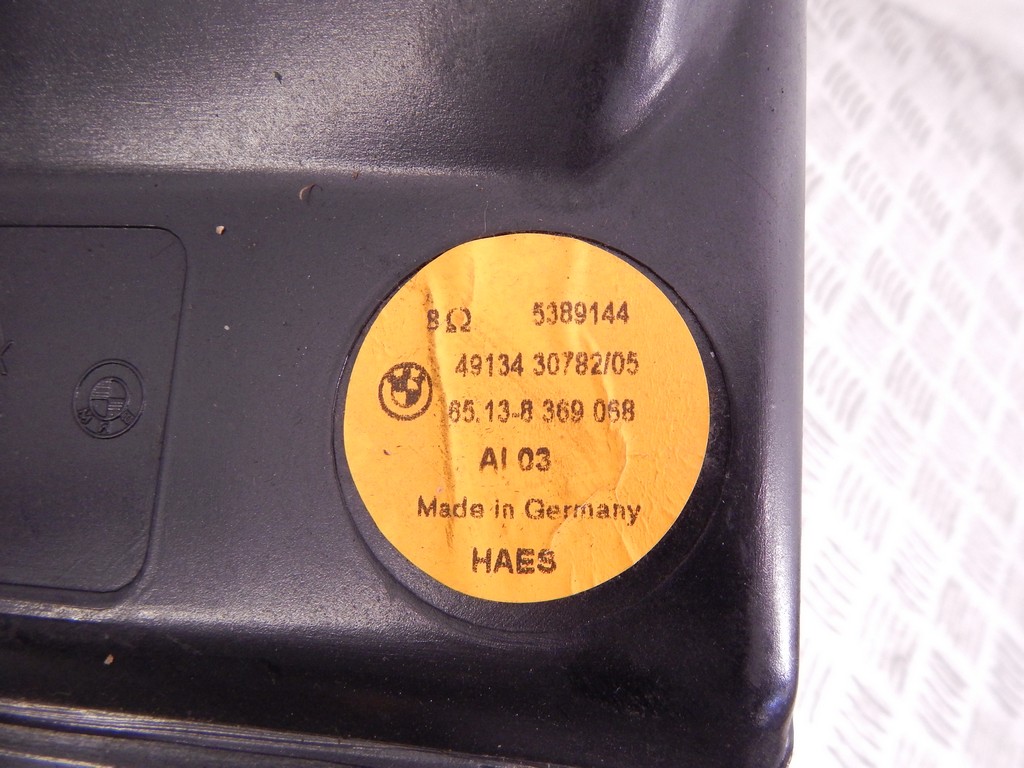 8Ω 5389144
49134 30782/05
65.13-8 369 068
AI 03
Made in Germany
HAES